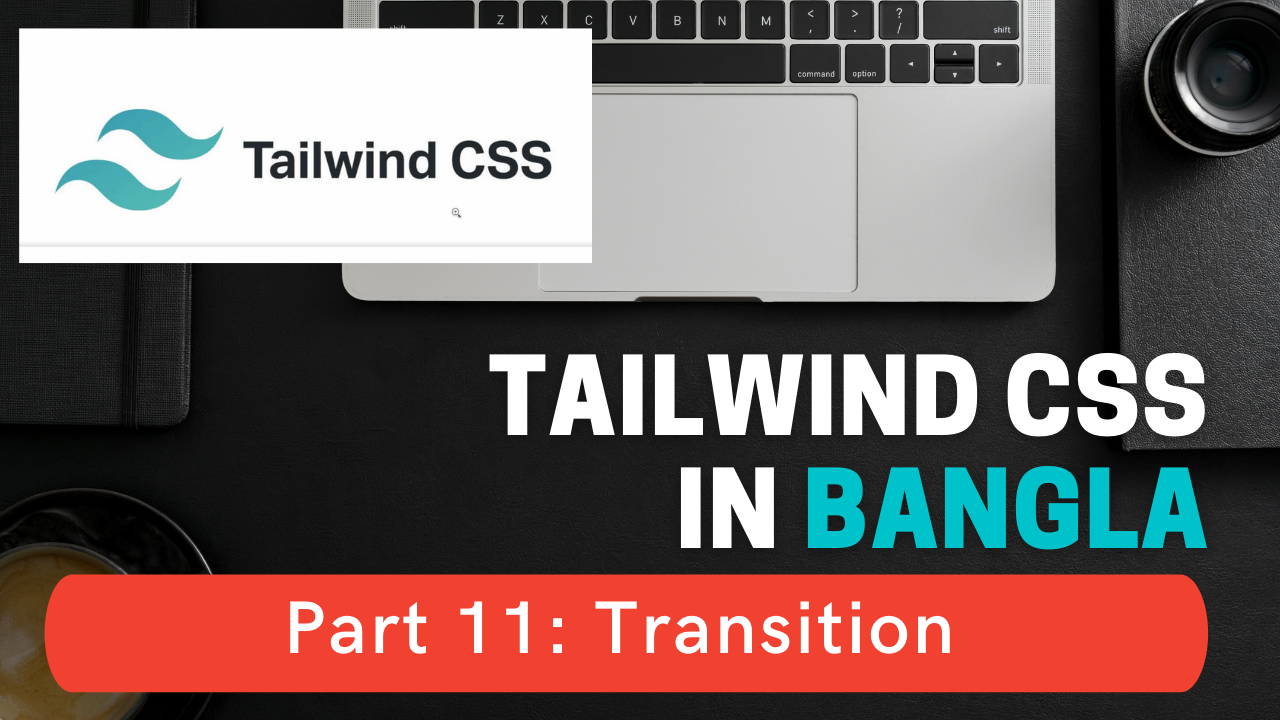 shift Z X C V B N M < , > . ? / shift
command option
Tailwind CSS
TAILWIND CSS
IN BANGLA
Part 11: Transition